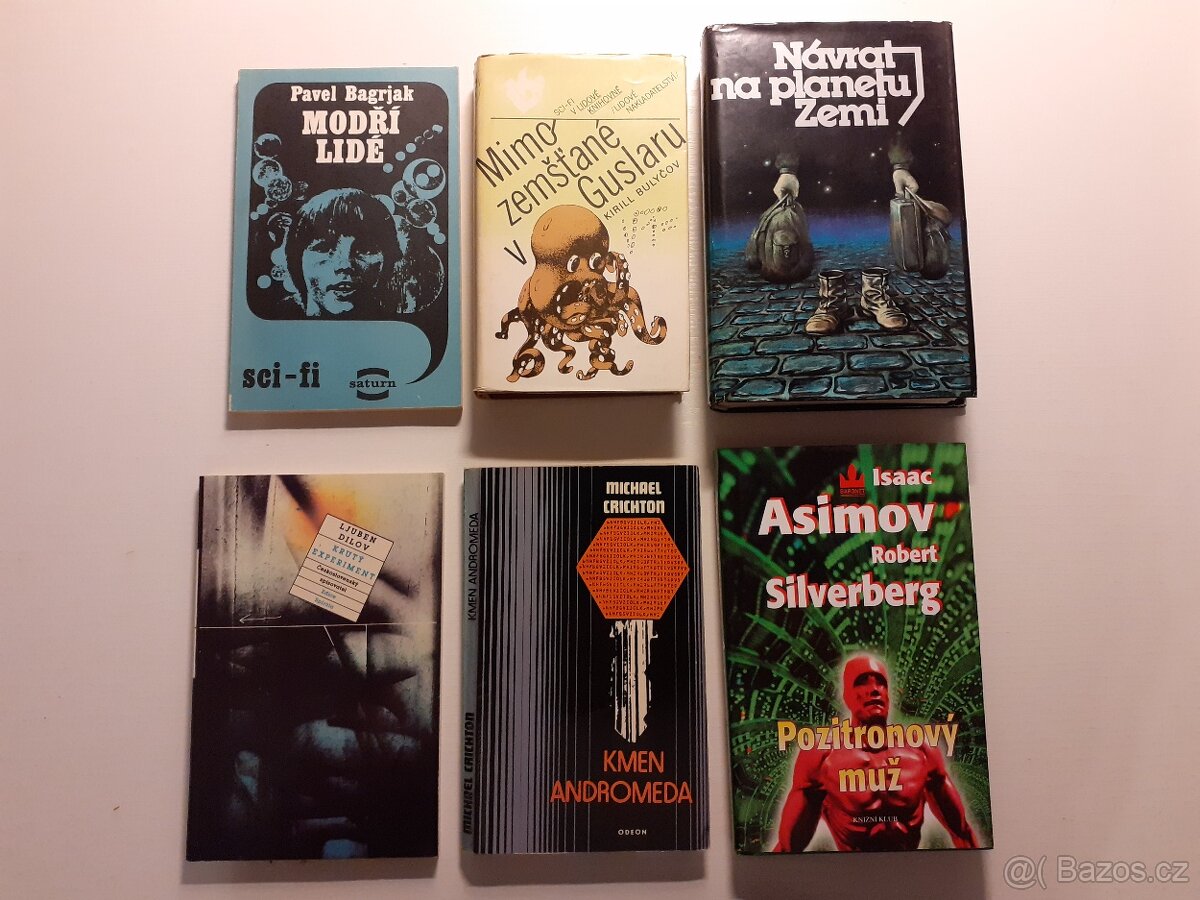 Pavel Bagrjak
MODŘÍ
LIDÉ
sci-fi
saturn
SCI-FI
V LIDOVÉ
KNIHOVNĚ
/LIDOVÉ
NAKLADATELSTVÍ/
Mimo
zemšťané
v Guslaru
KIRILL BULYČOV
Návrat
na planetu
Zemi
LJUBEN
DILOV
KRUTÝ
EXPERIMENT
Československý
spisovatel
KMEN ANDROMEDA
MICHAEL CRICHTON
MICHAEL
CRICHTON
KMEN
ANDROMEDA
ODEON
BARONET
Isaac
Asimov
Robert
Silverberg
Pozitronový
muž
KNIŽNÍ KLUB
@( Bazos.cz